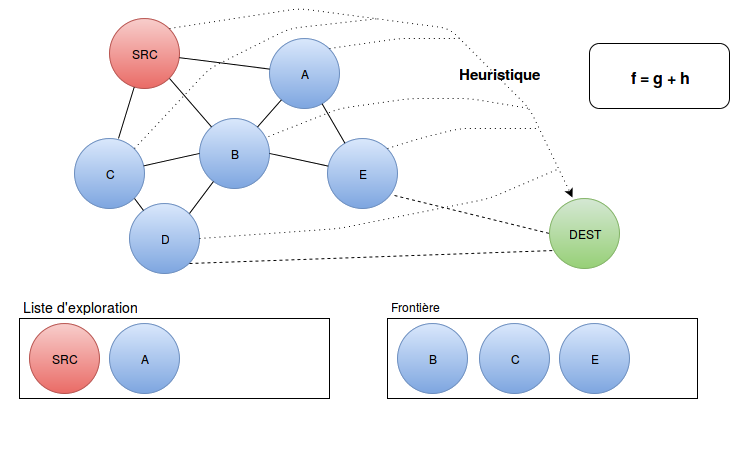 SRC
A
Heuristique
f = g + h
B
C
E
D
DEST
Liste d'exploration
Frontière
SRC
A
B
C
E